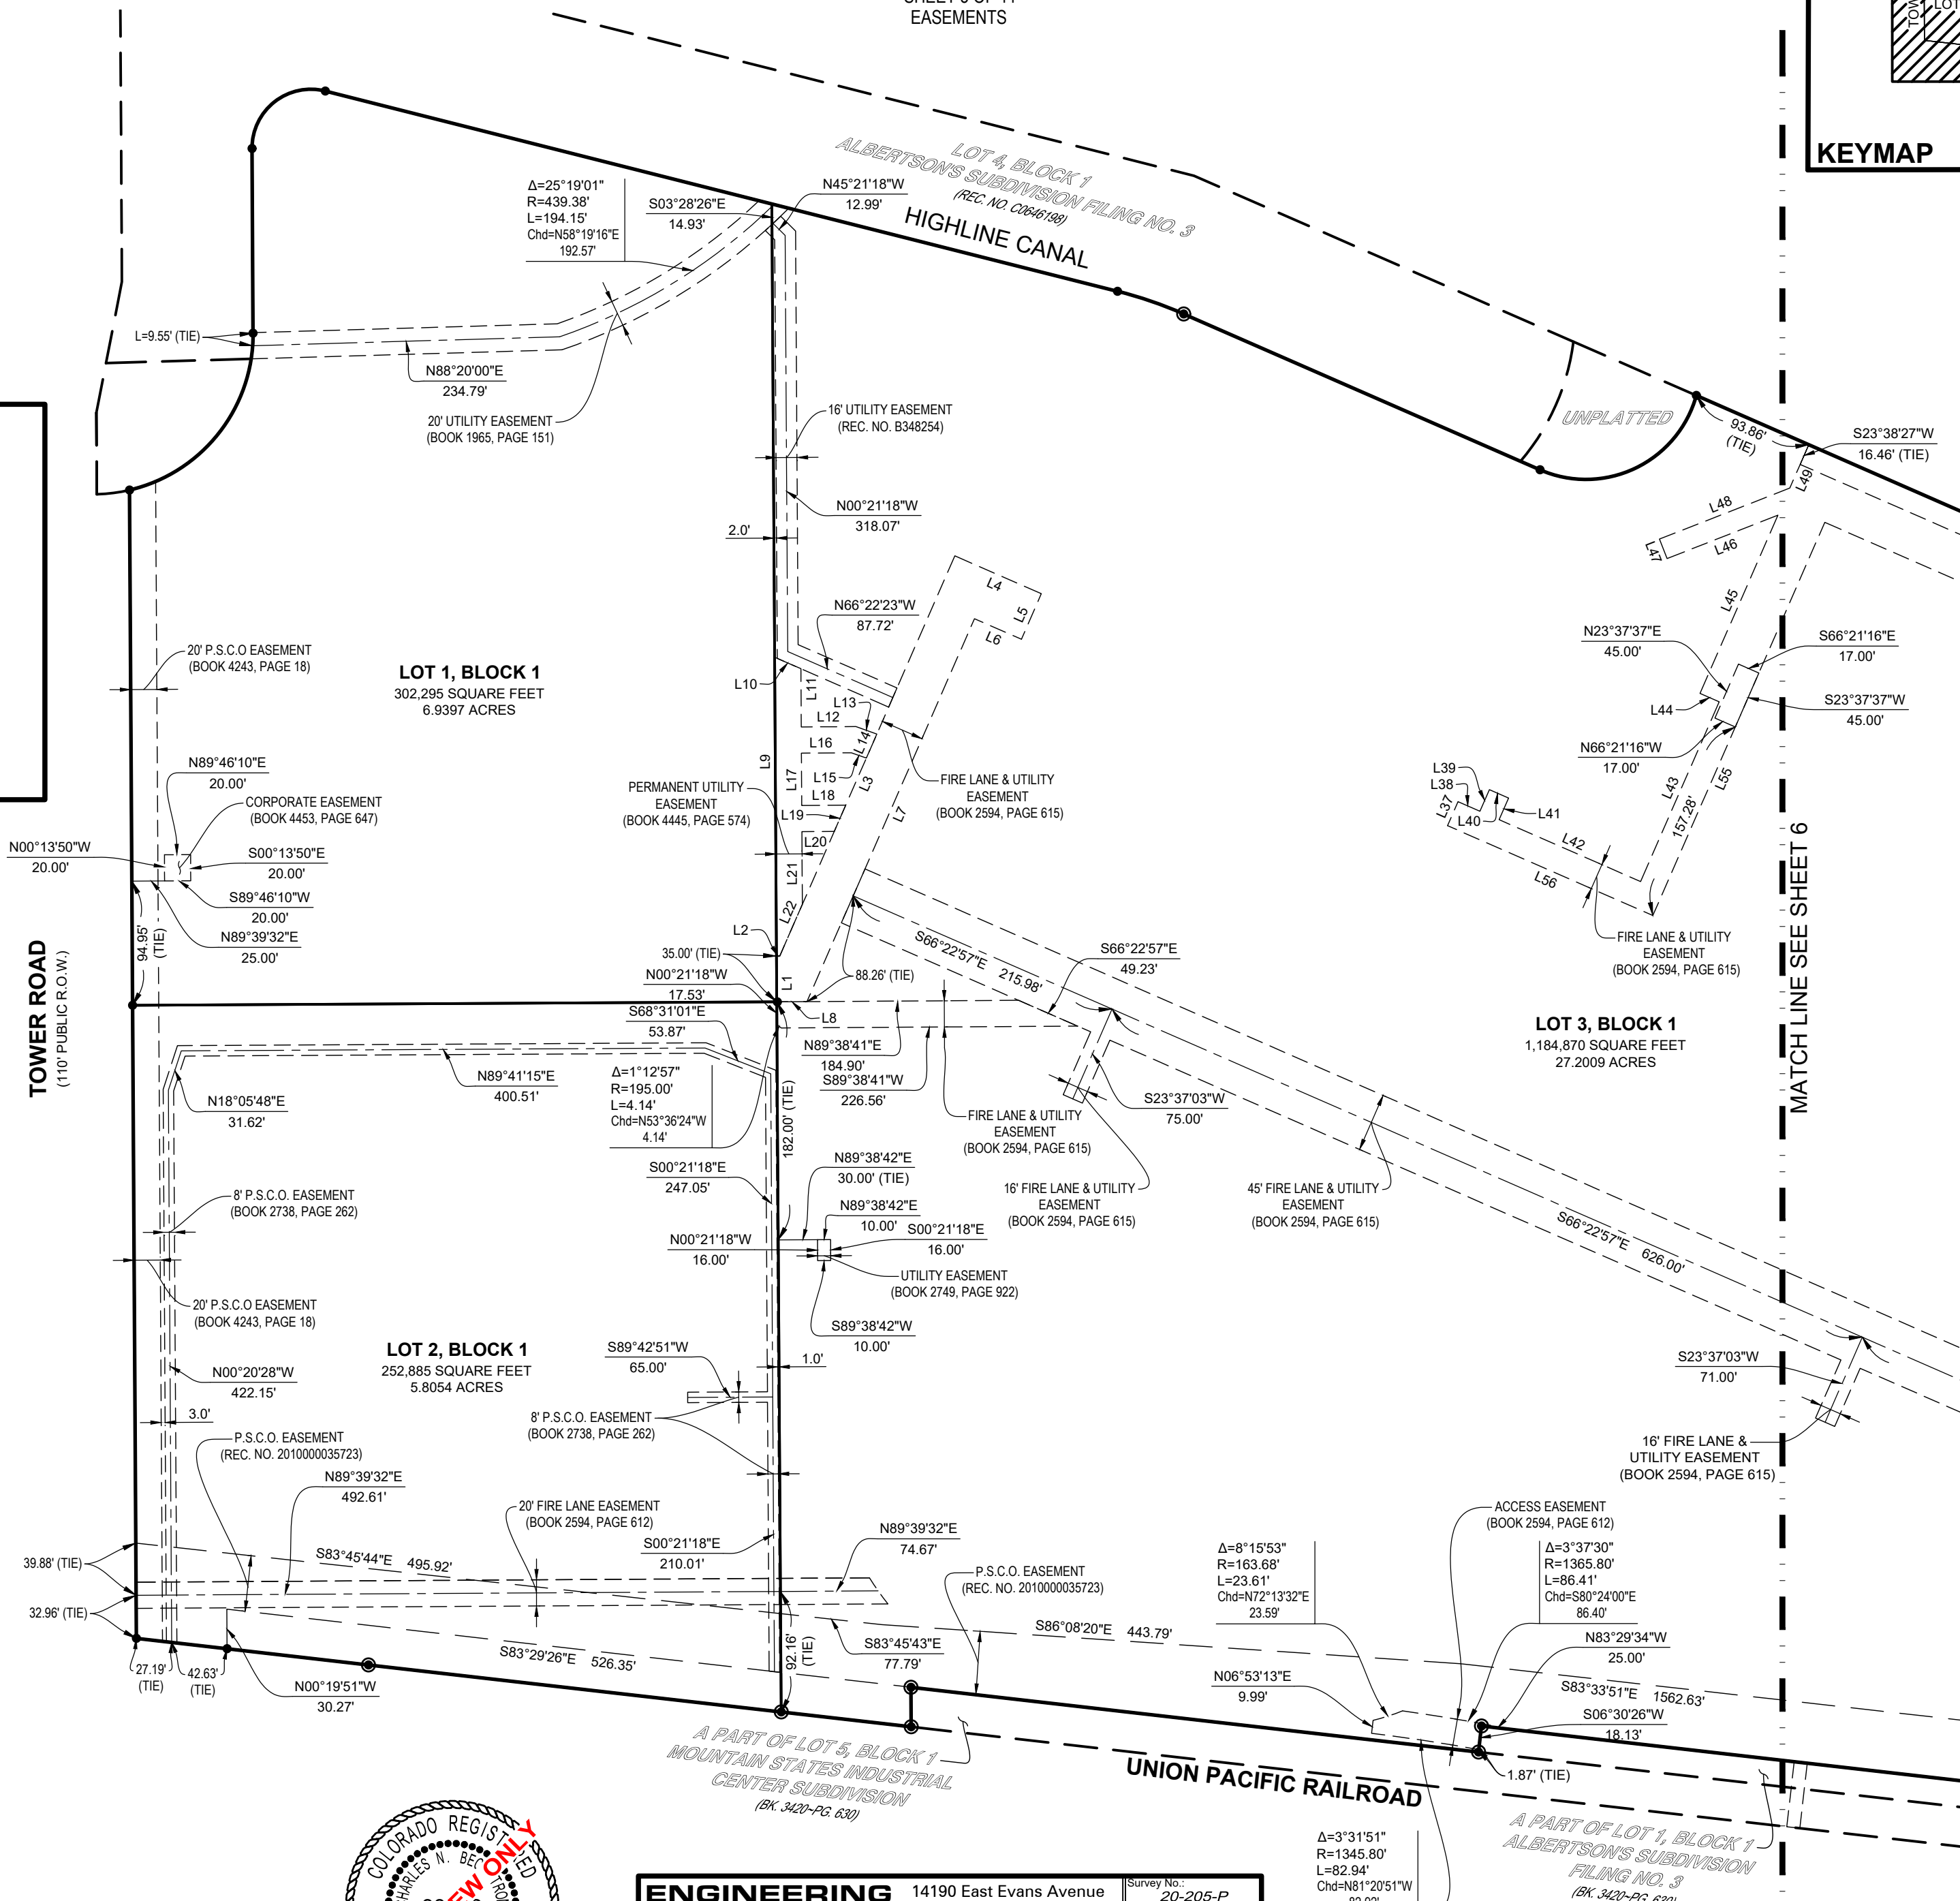 EASEMENTS
KEYMAP
LOT 4, BLOCK 1
ALBERTSON'S SUBDIVISION FILING NO. 3
(REC. NO. C0646198)
HIGHLINE CANAL
Δ=25°19'01"
R=439.38'
L=194.15'
Chd=N58°19'16"E
192.57'
S03°28'26"E
14.93'
N45°21'18"W
12.99'
L=9.55' (TIE)
N88°20'00"E
234.79'
20' UTILITY EASEMENT
(BOOK 1965, PAGE 151)
16' UTILITY EASEMENT
(REC. NO. B348254)
N00°21'18"W
318.07'
2.0'
UNPLATTED
93.86'
(TIE)
S23°38'27"W
16.46' (TIE)
L49
L48
L47
L46
L45
L4
L5
L6
N66°22'23"W
87.72'
20' P.S.C.O EASEMENT
(BOOK 4243, PAGE 18)
LOT 1, BLOCK 1
302,295 SQUARE FEET
6.9397 ACRES
L10
L11
L13
L12
L14
L16
L15
L17
L18
L9
L3
L19
L20
L7
L21
L22
L2
L1
L8
N23°37'37"E
45.00'
S66°21'16"E
17.00'
L44
S23°37'37"W
45.00'
N66°21'16"W
17.00'
L39
L38
L37
L40
L41
L42
L43
L55
157.28'
L56
FIRE LANE & UTILITY
EASEMENT
(BOOK 2594, PAGE 615)
PERMANENT UTILITY
EASEMENT
(BOOK 4445, PAGE 574)
FIRE LANE & UTILITY
EASEMENT
(BOOK 2594, PAGE 615)
N89°46'10"E
20.00'
CORPORATE EASEMENT
(BOOK 4453, PAGE 647)
N00°13'50"W
20.00'
S00°13'50"E
20.00'
S89°46'10"W
20.00'
N89°39'32"E
25.00'
94.95'
(TIE)
TOWER ROAD
(110' PUBLIC R.O.W.)
35.00' (TIE)
N00°21'18"W
17.53'
S68°31'01"E
53.87'
88.26' (TIE)
S66°22'57"E 215.98'
S66°22'57"E
49.23'
N89°38'41"E
184.90'
S89°38'41"W
226.56'
LOT 3, BLOCK 1
1,184,870 SQUARE FEET
27.2009 ACRES
MATCH LINE SEE SHEET 6
N89°41'15"E
400.51'
N18°05'48"E
31.62'
Δ=1°12'57"
R=195.00'
L=4.14'
Chd=N53°36'24"W
4.14'
182.00' (TIE)
S23°37'03"W
75.00'
FIRE LANE & UTILITY
EASEMENT
(BOOK 2594, PAGE 615)
16' FIRE LANE & UTILITY
EASEMENT
(BOOK 2594, PAGE 615)
45' FIRE LANE & UTILITY
EASEMENT
(BOOK 2594, PAGE 615)
S66°22'57"E 626.00'
S00°21'18"E
247.05'
N89°38'42"E
30.00' (TIE)
N89°38'42"E
10.00'
S00°21'18"E
16.00'
N00°21'18"W
16.00'
UTILITY EASEMENT
(BOOK 2749, PAGE 922)
S89°38'42"W
10.00'
8' P.S.C.O. EASEMENT
(BOOK 2738, PAGE 262)
20' P.S.C.O EASEMENT
(BOOK 4243, PAGE 18)
LOT 2, BLOCK 1
252,885 SQUARE FEET
5.8054 ACRES
N00°20'28"W
422.15'
3.0'
S89°42'51"W
65.00'
1.0'
8' P.S.C.O. EASEMENT
(BOOK 2738, PAGE 262)
P.S.C.O. EASEMENT
(REC. NO. 2010000035723)
N89°39'32"E
492.61'
20' FIRE LANE EASEMENT
(BOOK 2594, PAGE 612)
S00°21'18"E
210.01'
N89°39'32"E
74.67'
S23°37'03"W
71.00'
16' FIRE LANE &
UTILITY EASEMENT
(BOOK 2594, PAGE 615)
39.88' (TIE)
S83°45'44"E 495.92'
32.96' (TIE)
P.S.C.O. EASEMENT
(REC. NO. 2010000035723)
Δ=8°15'53"
R=163.68'
L=23.61'
Chd=N72°13'32"E
23.59'
ACCESS EASEMENT
(BOOK 2594, PAGE 612)
Δ=3°37'30"
R=1365.80'
L=86.41'
Chd=S80°24'00"E
86.40'
S86°08'20"E 443.79'
S83°45'43"E
77.79'
N83°29'34"W
25.00'
S83°29'26"E 526.35'
92.16'
(TIE)
27.19'
(TIE)
42.63'
(TIE)
N00°19'51"W
30.27'
N06°53'13"E
9.99'
S83°33'51"E 1562.63'
S06°30'26"W
18.13'
1.87' (TIE)
A PART OF LOT 5, BLOCK 1
MOUNTAIN STATES INDUSTRIAL
CENTER SUBDIVISION
(BK. 3420~PG. 630)
UNION PACIFIC RAILROAD
A PART OF LOT 1, BLOCK 1
ALBERTSON'S SUBDIVISION
FILING NO. 3
(BK. 3420~PG. 630)
Δ=3°31'51"
R=1345.80'
L=82.94'
Chd=N81°20'51"W
COLORADO REGISTERED
CHARLES N. BEC
ONLY
ENGINEERING
14190 East Evans Avenue
Survey No.:
20-205-P